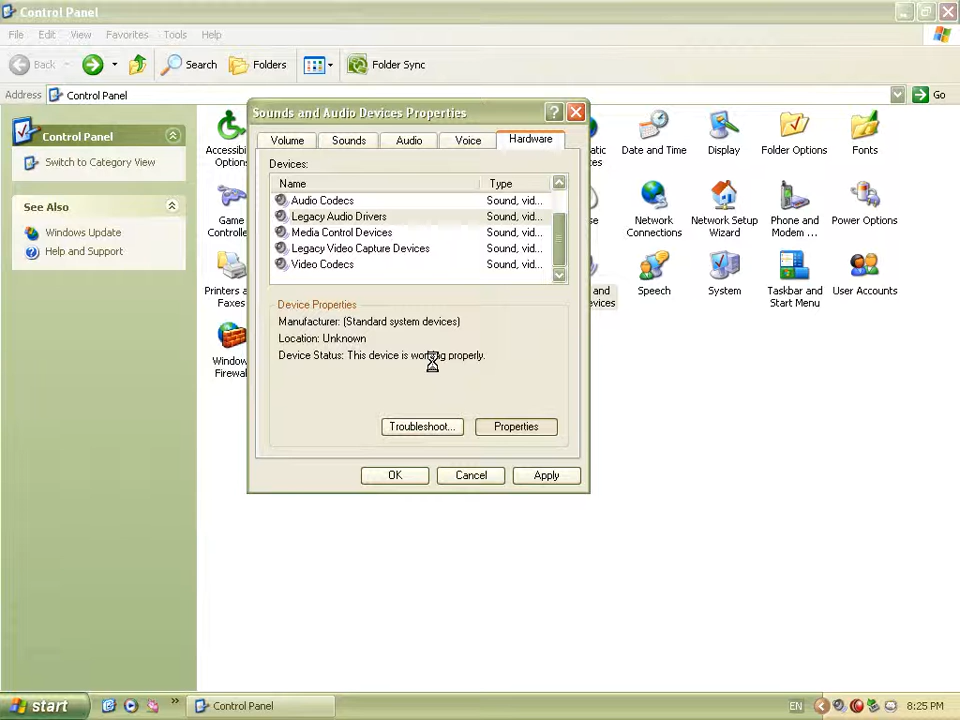 Control Panel
File Edit View Favorites Tools Help
Back Search Folders Folder Sync
Address Control Panel Go
Control Panel
Switch to Category View
See Also
Windows Update
Help and Support
Sounds and Audio Devices Properties
Volume Sounds Audio Voice Hardware
Devices:
Name Type
Audio Codecs Sound, vid...
Legacy Audio Drivers Sound, vid...
Media Control Devices Sound, vid...
Legacy Video Capture Devices Sound, vid...
Video Codecs Sound, vid...
Device Properties
Manufacturer: (Standard system devices)
Location: Unknown
Device Status: This device is working properly.
Troubleshoot... Properties
OK Cancel Apply
Date and Time Display Folder Options Fonts
Game
Network Connections Network Setup Wizard Phone and Modem ... Power Options
Printers a
Faxes
and
Speech System Taskbar and Start Menu User Accounts
Window
Firewal
start Control Panel EN 8:25 PM